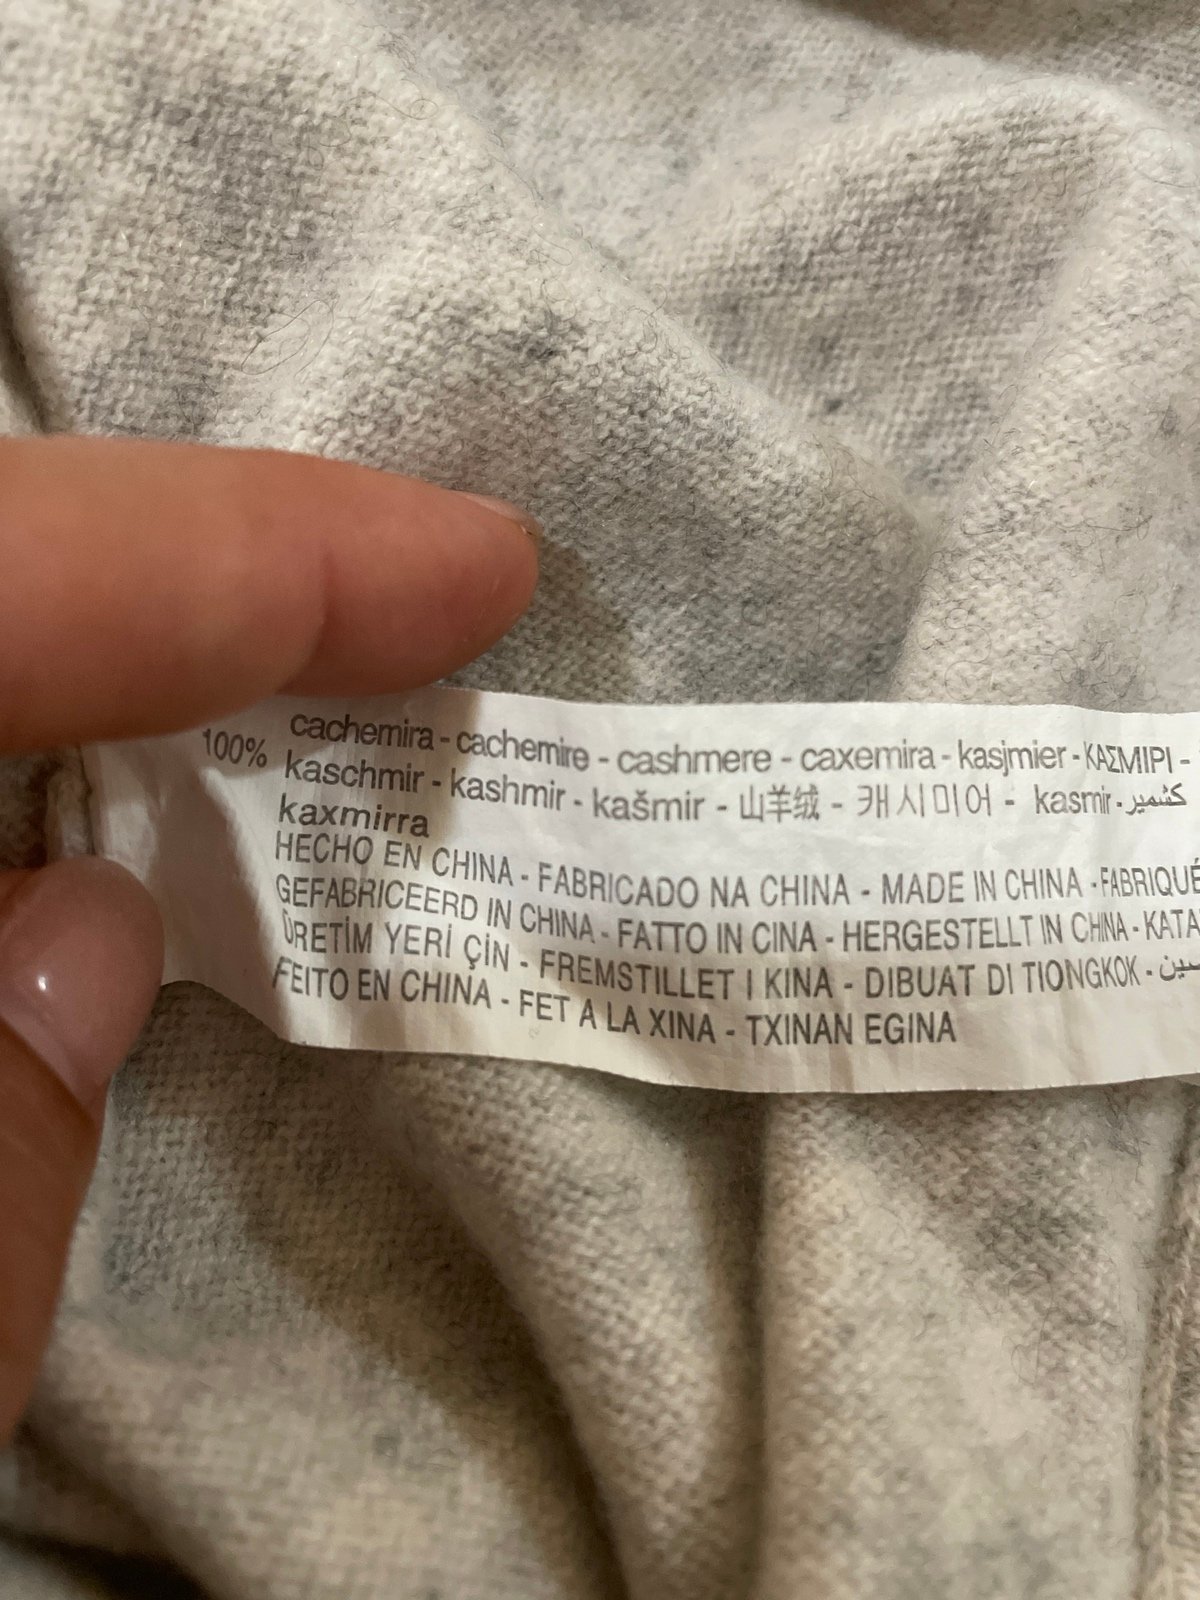 100% cachemira - cachemire - cashmere - caxemira - kasjmier - ΚΑΣΜΙΡΙ -
kaschmir - kashmir - kašmir - 山羊绒 - 캐시미어 - kasmir - كشمير
kaxmirra
HECHO EN CHINA - FABRICADO NA CHINA - MADE IN CHINA - FABRIQUÉ
GEFABRICEERD IN CHINA - FATTO IN CINA - HERGESTELLT IN CHINA -
ÜRETİM YERİ ÇİN - FREMSTILLET I KINA - DIBUAT DI TIONGKOK -
FEITO EN CHINA - FET A LA XINA - TXINAN EGINA